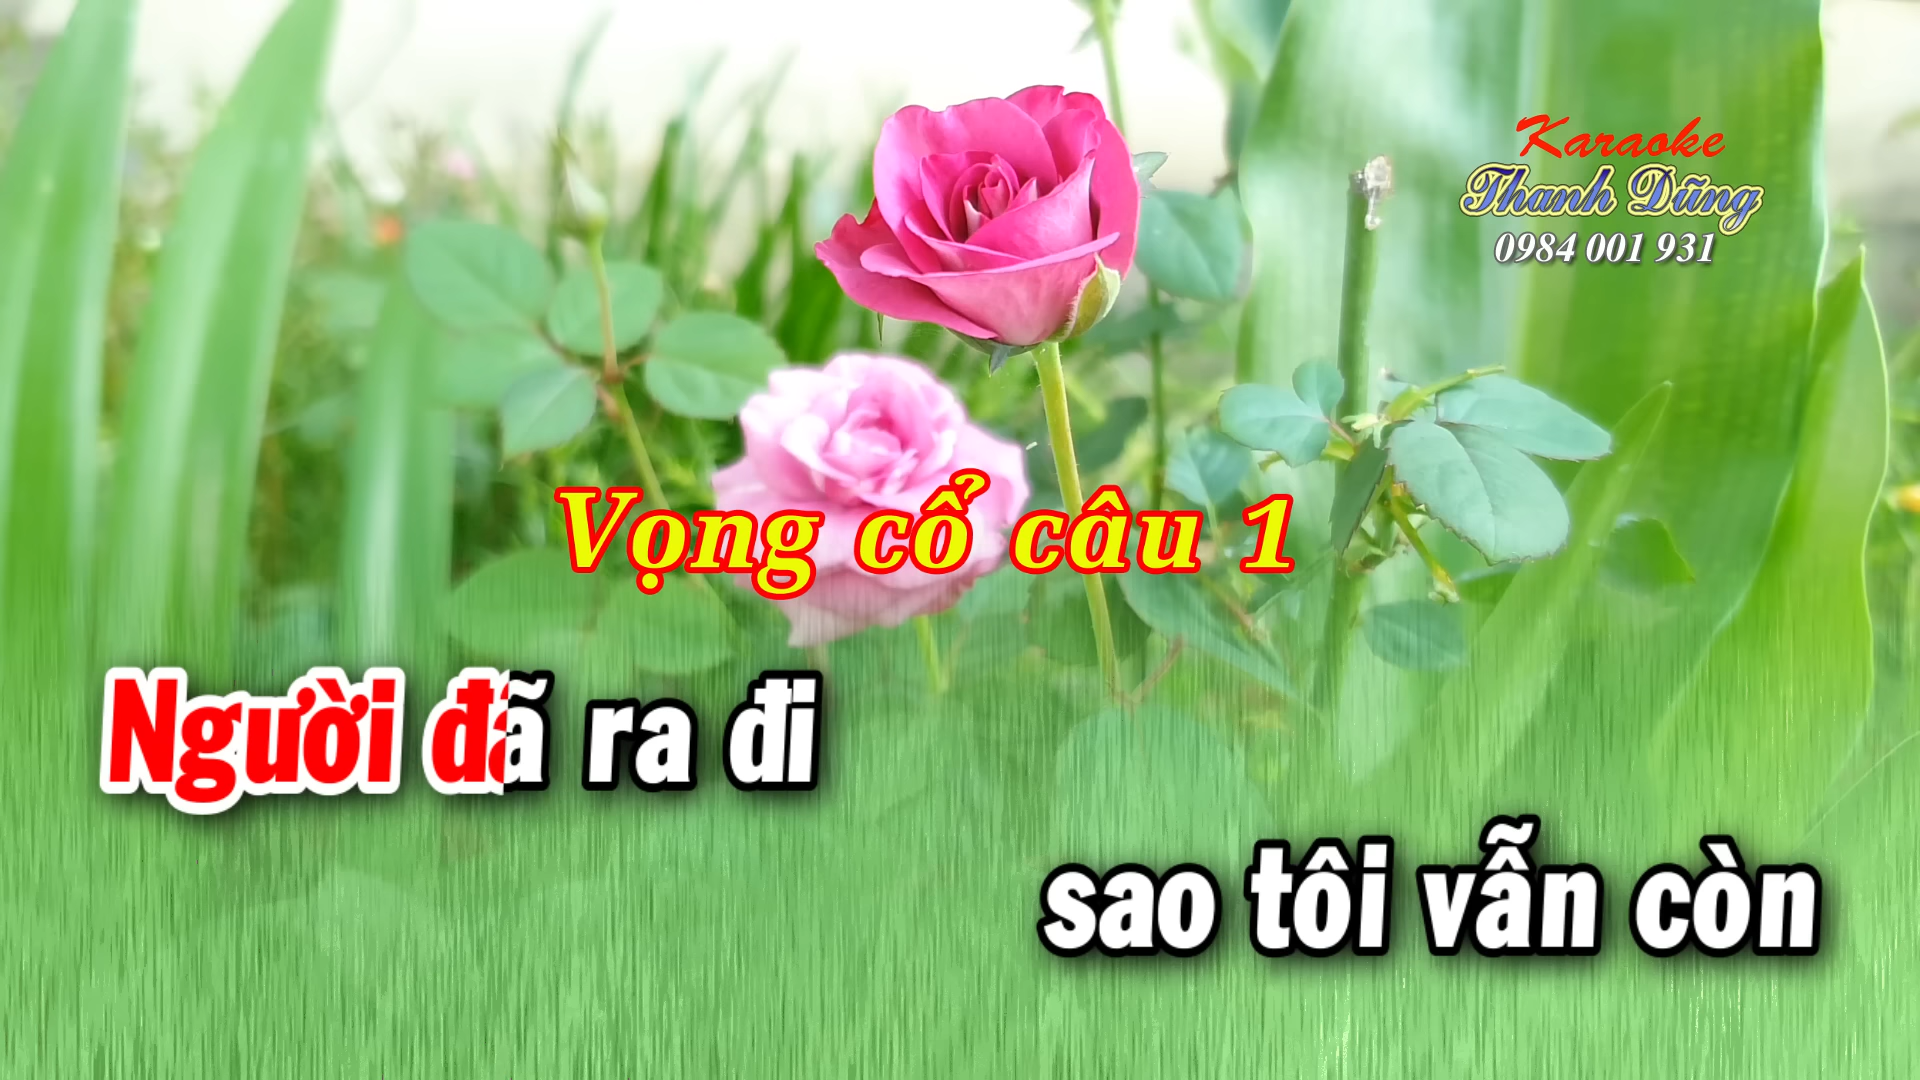 Karaoke
Thanh Dũng
0984 001 931
Vọng cổ câu 1
Người đã ra đi
sao tôi vẫn còn